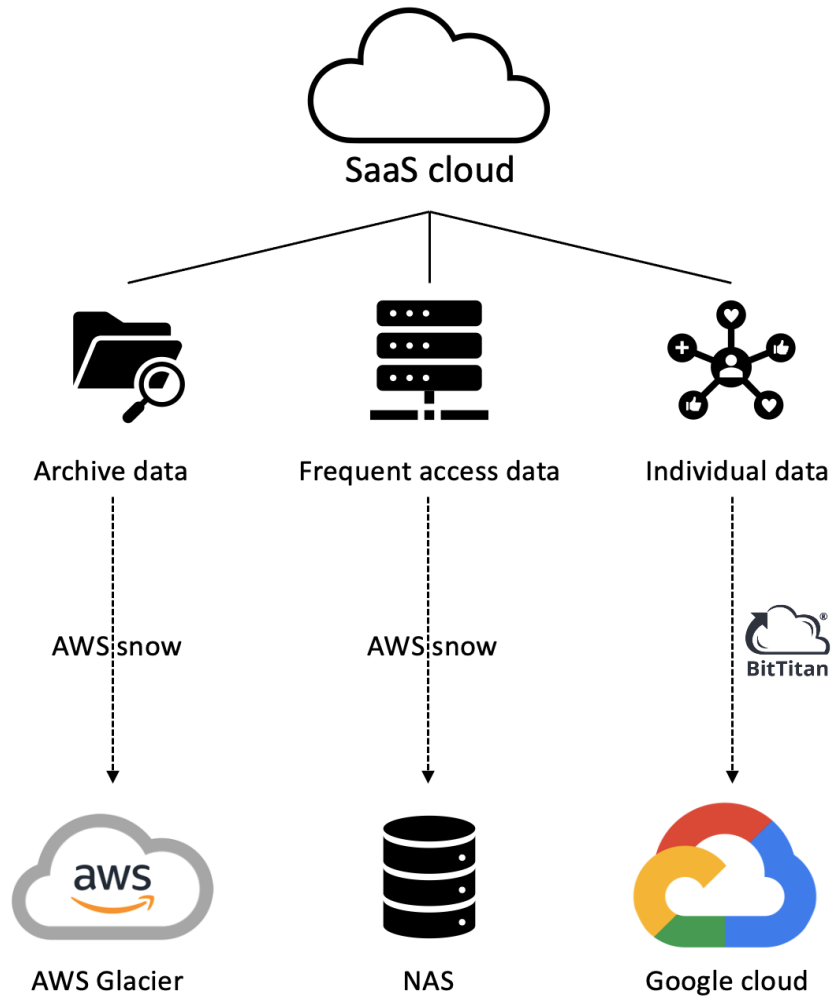 SaaS cloud
Archive data
Frequent access data
Individual data
AWS snow
AWS snow
®
BitTitan
aws
AWS Glacier
NAS
Google cloud